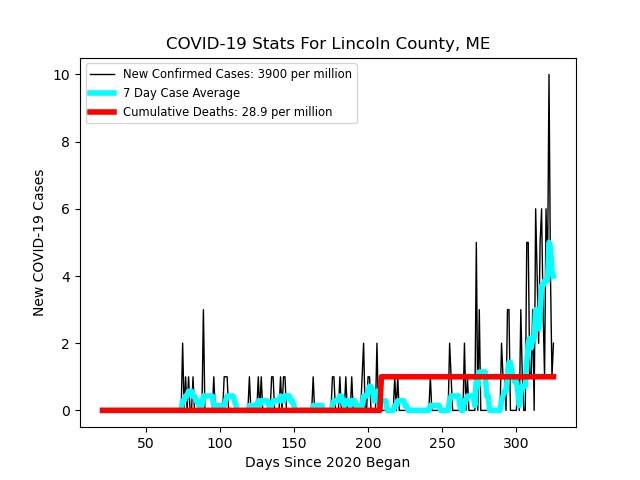 COVID-19 Stats For Lincoln County, ME
New Confirmed Cases: 3900 per million
7 Day Case Average
Cumulative Deaths: 28.9 per million
New COVID-19 Cases
10
8
6
4
2
0
50 100 150 200 250 300
Days Since 2020 Began